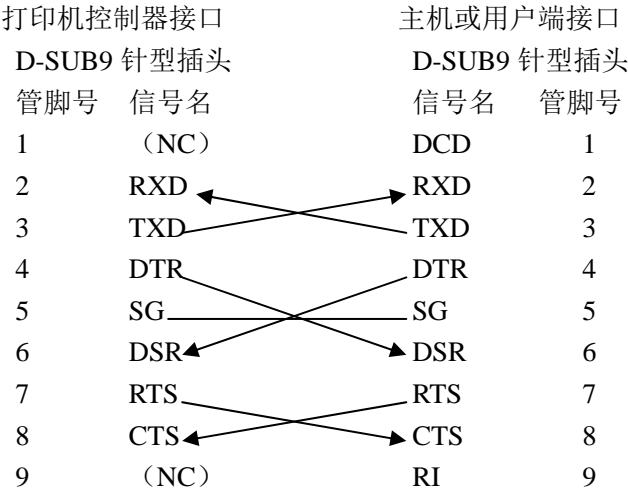 打印机控制器接口 主机或用户端接口
D-SUB9 针型插头 D-SUB9 针型插头
管脚号 信号名 信号名 管脚号
1 （NC） DCD 1
2 RXD RXD 2
3 TXD TXD 3
4 DTR DTR 4
5 SG SG 5
6 DSR DSR 6
7 RTS RTS 7
8 CTS CTS 8
9 （NC） RI 9